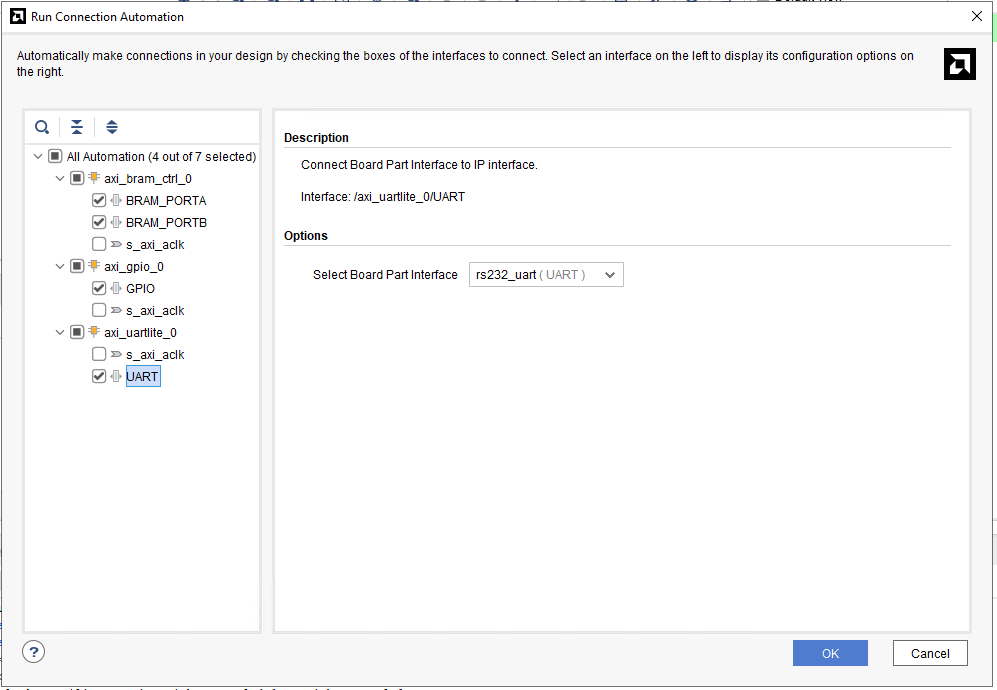 Run Connection Automation
Automatically make connections in your design by checking the boxes of the interfaces to connect. Select an interface on the left to display its configuration options on
the right.
All Automation (4 out of 7 selected)
axi_bram_ctrl_0
BRAM_PORTA
BRAM_PORTB
s_axi_aclk
axi_gpio_0
GPIO
s_axi_aclk
axi_uartlite_0
s_axi_aclk
UART
Description
Connect Board Part Interface to IP interface.
Interface: /axi_uartlite_0/UART
Options
Select Board Part Interface rs232_uart ( UART )
?
OK Cancel